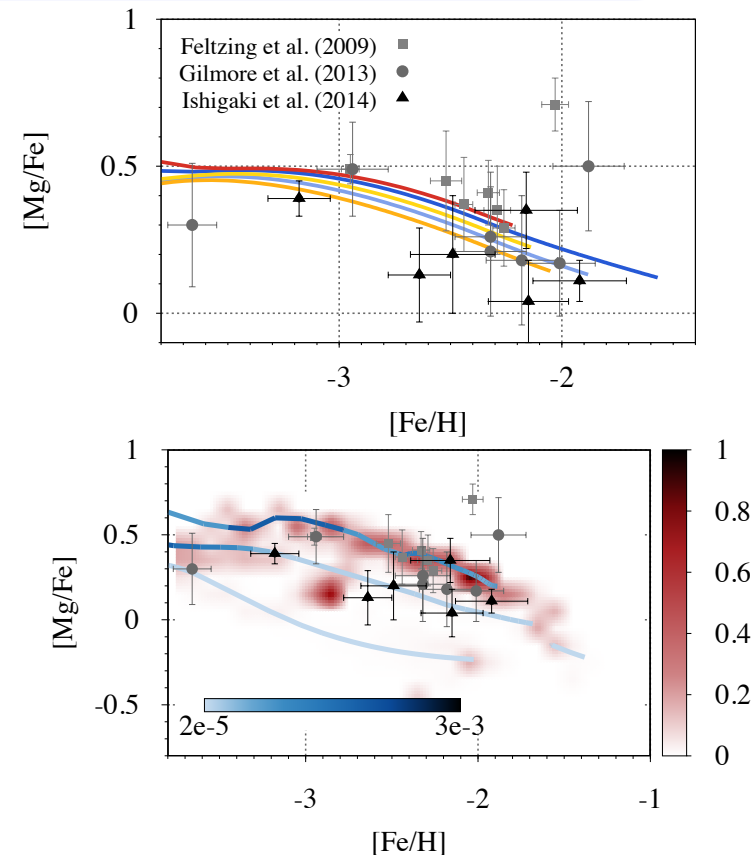 1
Feltzing et al. (2009)
Gilmore et al. (2013)
Ishigaki et al. (2014)
0.5
[Mg/Fe]
0
-3
-2
[Fe/H]
1
1
0.8
0.5
0.6
[Mg/Fe]
0
0.4
0.2
-0.5
2e-5
3e-3
0
-3
-2
-1
[Fe/H]